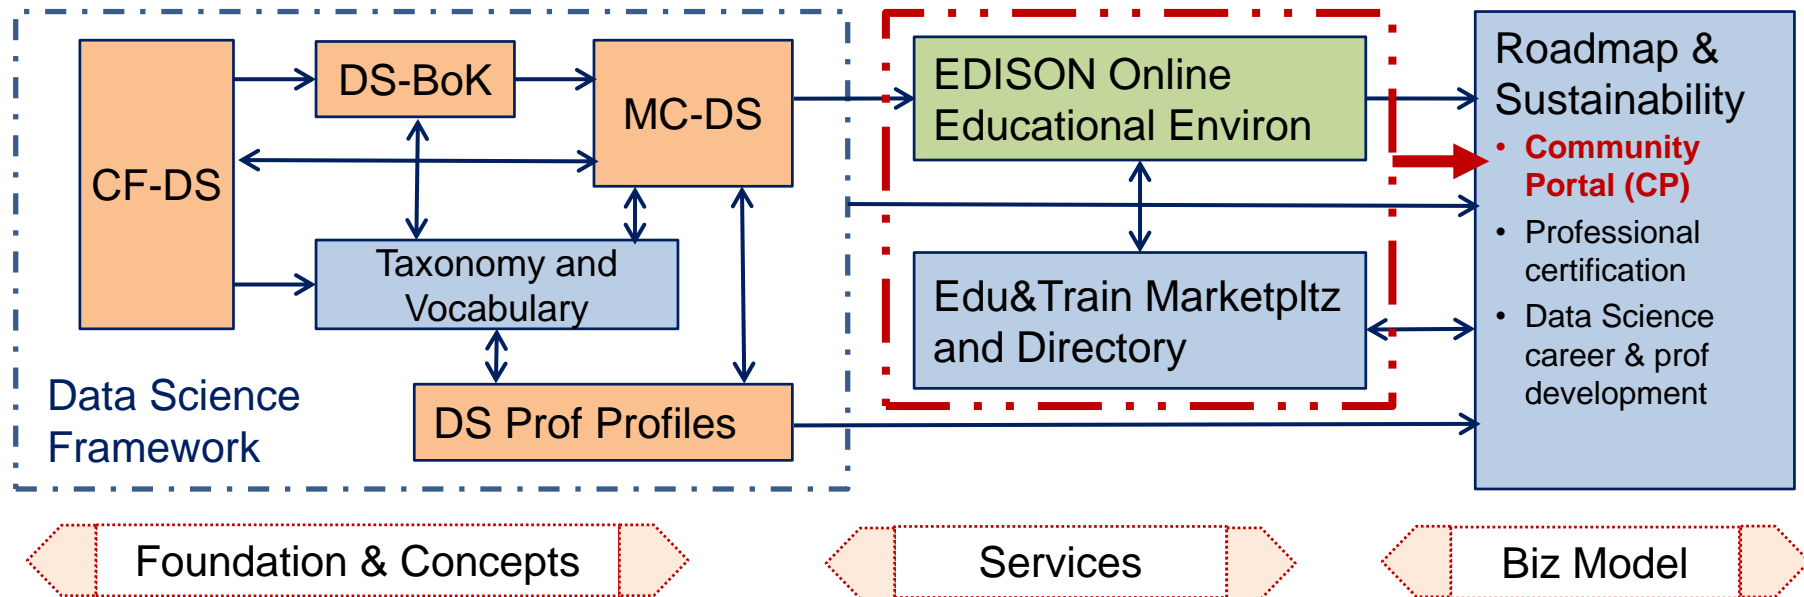 CF-DS
DS-BoK
MC-DS
Taxonomy and
Vocabulary
DS Prof Profiles
Data Science
Framework
EDISON Online
Educational Environ
Edu&Train Marketpltz
and Directory
Roadmap &
Sustainability
• Community
Portal (CP)
• Professional
certification
• Data Science
career & prof
development
Foundation & Concepts
Services
Biz Model